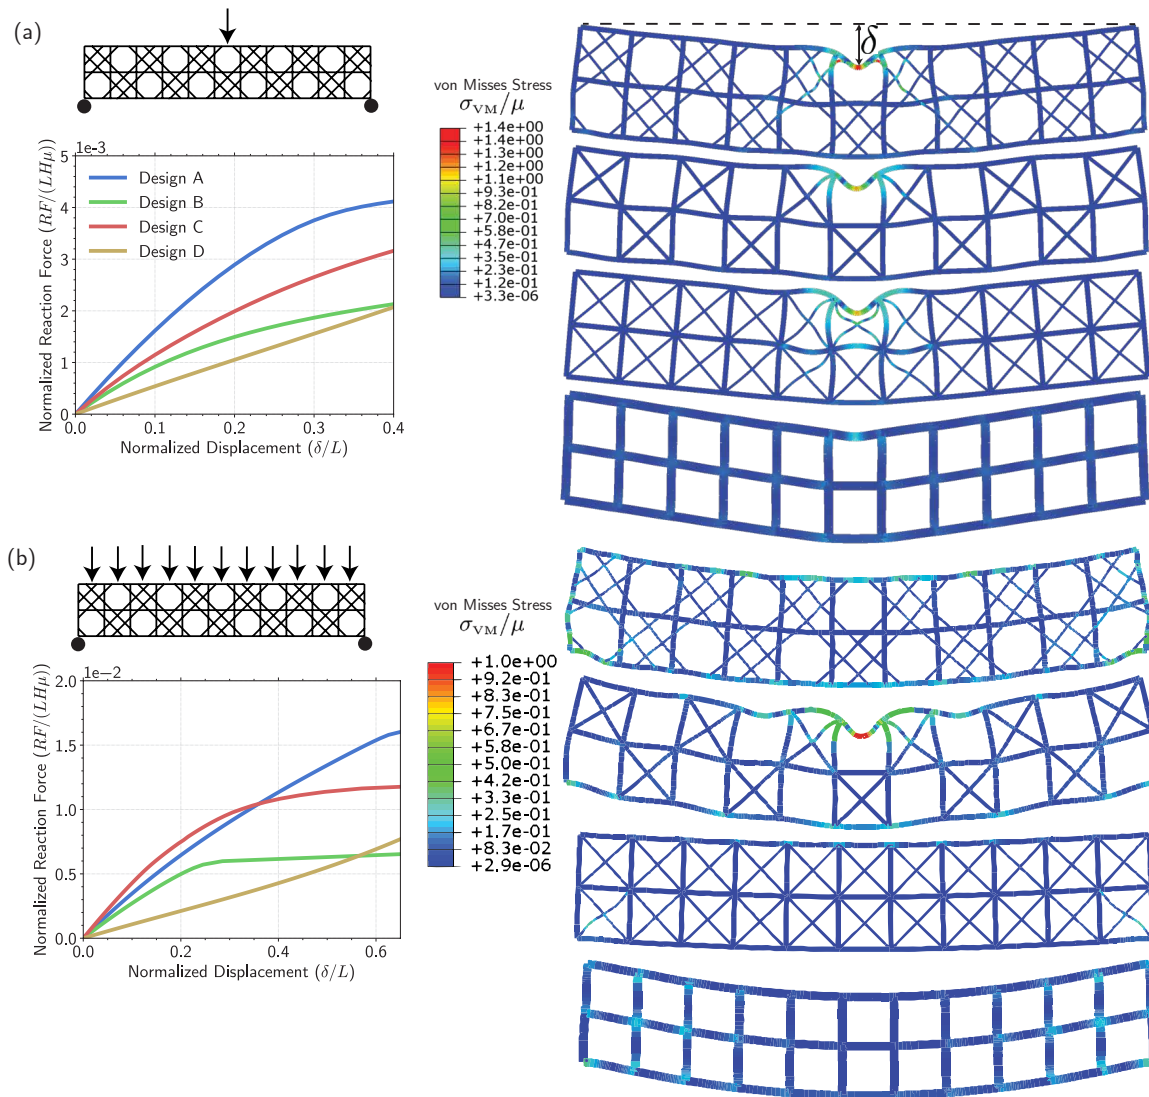 (a)
1e-3
Normalized Reaction Force (RF/(LHμ))
5
4
3
2
1
0
Design A
Design B
Design C
Design D
0.0 0.1 0.2 0.3 0.4
Normalized Displacement (δ/L)
von Misses Stress
σVM/μ
+1.4e+00
+1.4e+00
+1.3e+00
+1.2e+00
+1.1e+00
+9.3e-01
+8.2e-01
+7.0e-01
+5.8e-01
+4.7e-01
+3.5e-01
+2.3e-01
+1.2e-01
+3.3e-06
δ
(b)
1e-2
Normalized Reaction Force (RF/(LHμ))
2.0
1.5
1.0
0.5
0.0
0.0 0.2 0.4 0.6
Normalized Displacement (δ/L)
von Misses Stress
σVM/μ
+1.0e+00
+9.2e-01
+8.3e-01
+7.5e-01
+6.7e-01
+5.8e-01
+5.0e-01
+4.2e-01
+3.3e-01
+2.5e-01
+1.7e-01
+8.3e-02
+2.9e-06